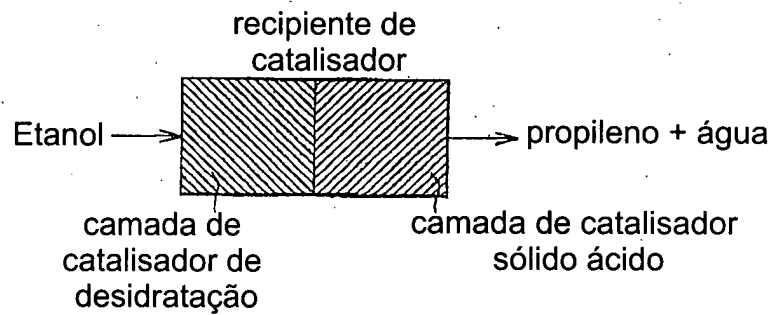 recipiente de
catalisador
Etanol
propileno + água
camada de
catalisador de
desidratação
camada de catalisador
sólido ácido